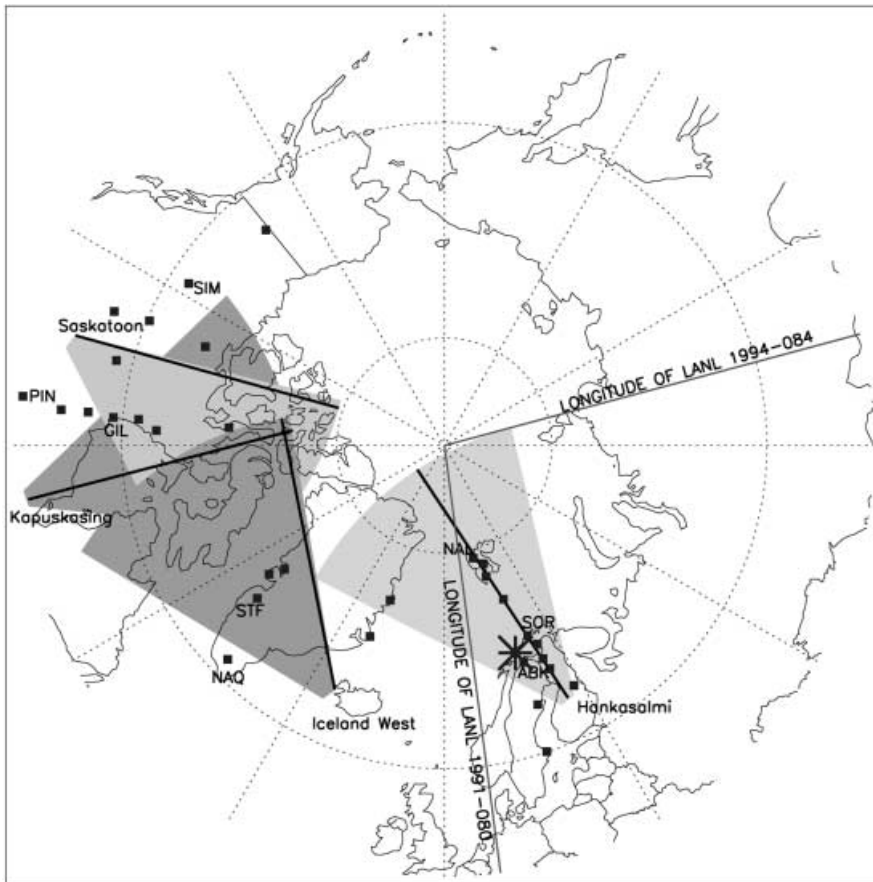 SIM
Saskatoon
LONGITUDE OF LANL 1994-084
PIN
GIL
Kapuskasing
NAL
STF
SOR
LONGITUDE OF LANL 1991-080
ABK
NAQ
Hankasalmi
Iceland West